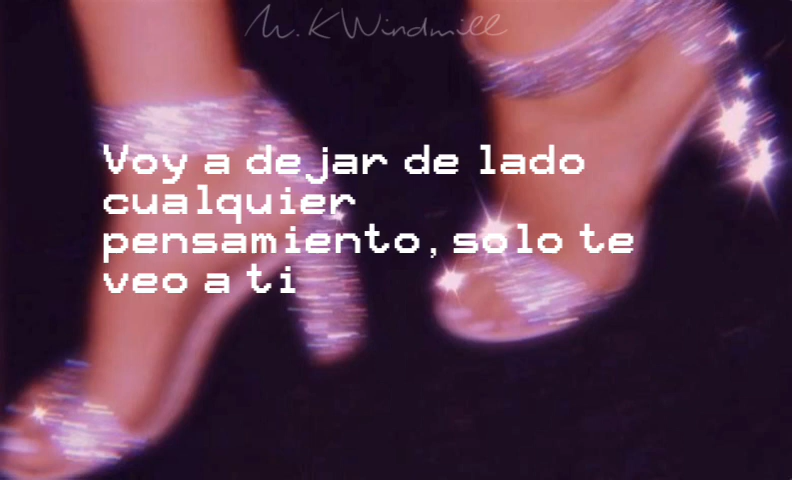 M.K Windmill
Voy a dejar de lado
cualquier
pensamiento, solo te
veo a ti